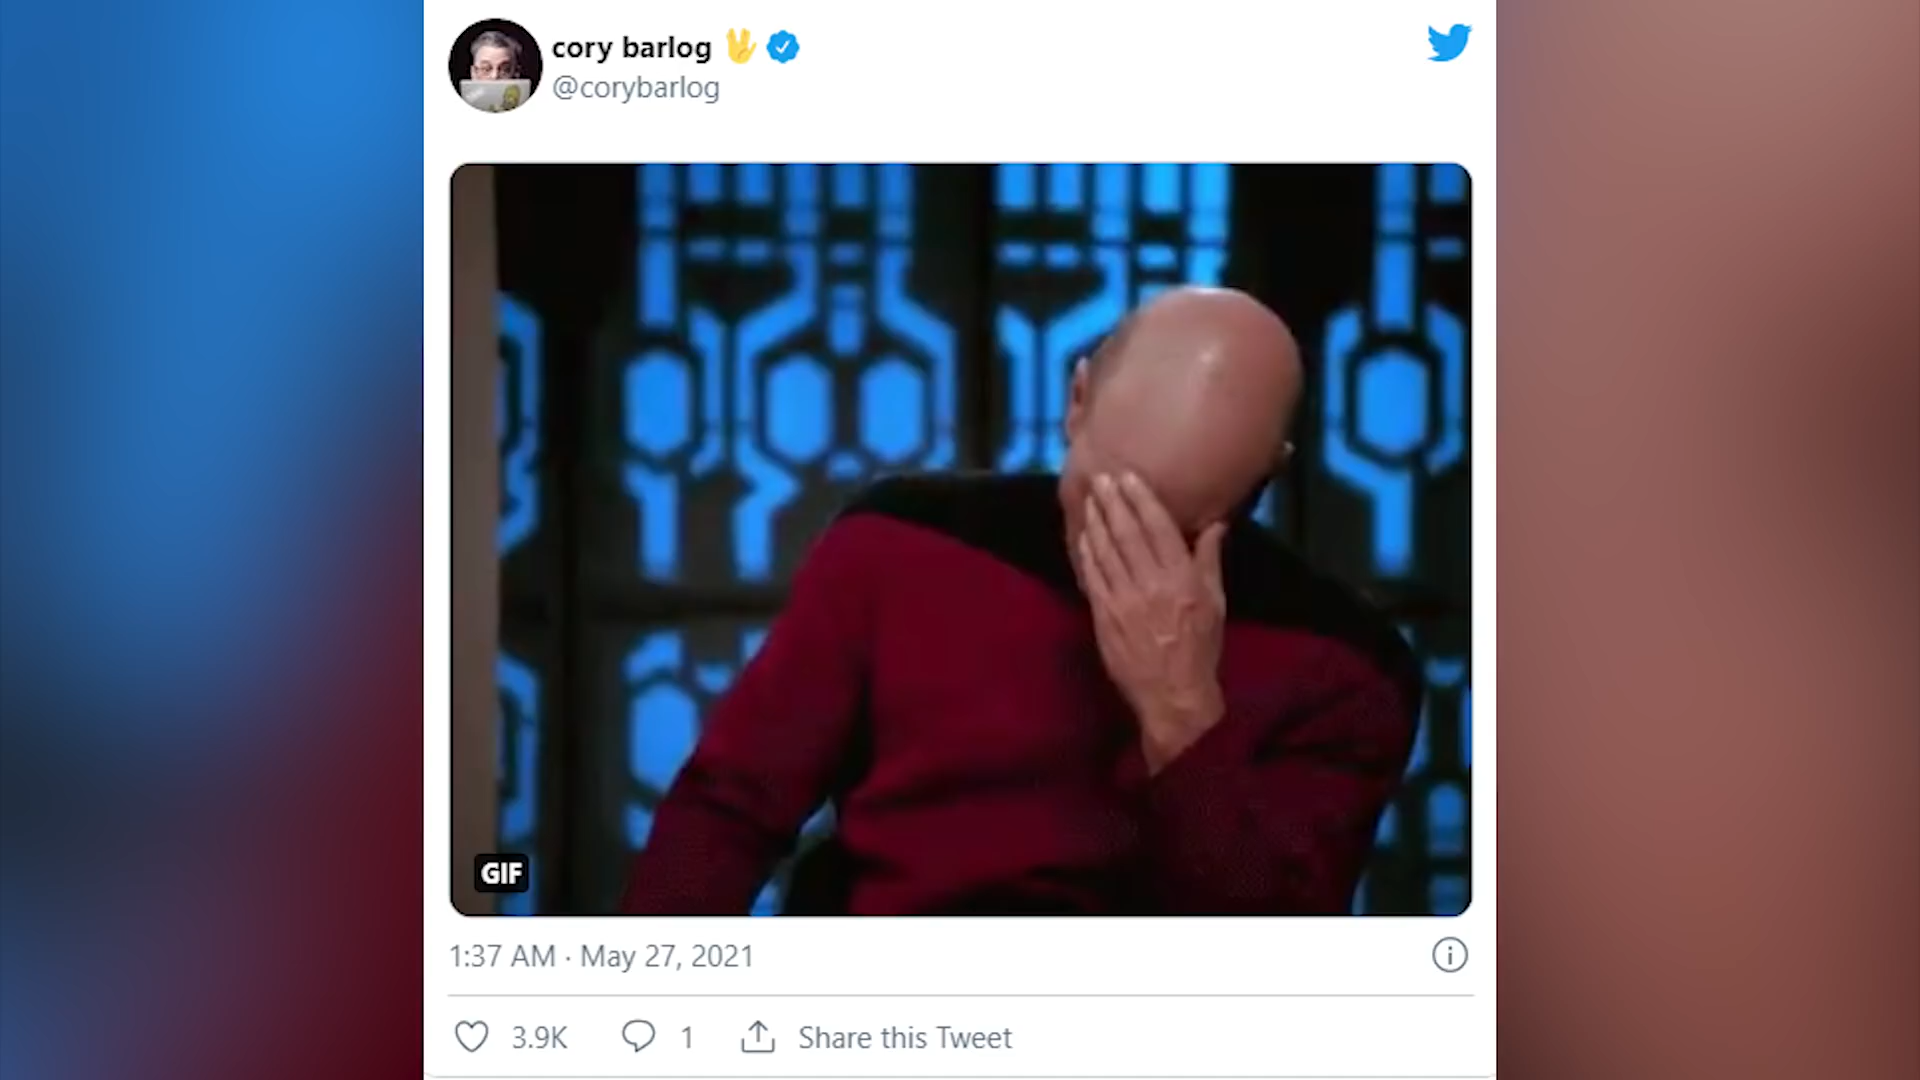 cory barlog 🖖
@corybarlog
GIF
1:37 AM · May 27, 2021
3.9K 1 Share this Tweet